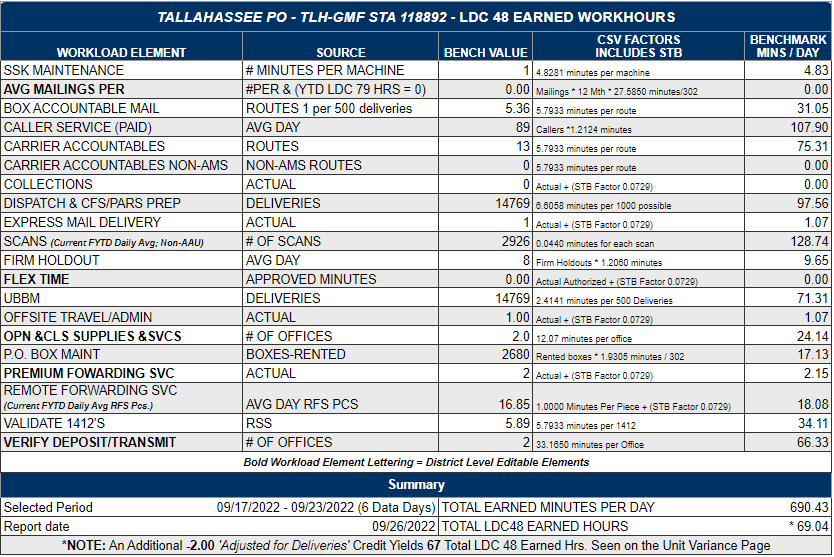 TALLAHASSEE PO - TLH-GMF STA 118892 - LDC 48 EARNED WORKHOURS
WORKLOAD ELEMENT SOURCE BENCH VALUE CSV FACTORS INCLUDES STB BENCHMARK MINS / DAY
SSK MAINTENANCE # MINUTES PER MACHINE 1 4.8281 minutes per machine 4.83
AVG MAILINGS PER #PER & (YTD LDC 79 HRS = 0) 0.00 Mailings * 12 Mth * 27.5850 minutes/302 0.00
BOX ACCOUNTABLE MAIL ROUTES 1 per 500 deliveries 5.36 5.7933 minutes per route 31.05
CALLER SERVICE (PAID) AVG DAY 89 Callers *1.2124 minutes 107.90
CARRIER ACCOUNTABLES ROUTES 13 5.7933 minutes per route 75.31
CARRIER ACCOUNTABLES NON-AMS NON-AMS ROUTES 0 5.7933 minutes per route 0.00
COLLECTIONS ACTUAL 0 Actual + (STB Factor 0.0729) 0.00
DISPATCH & CFS/PARS PREP DELIVERIES 14769 6.6058 minutes per 1000 possible 97.56
EXPRESS MAIL DELIVERY ACTUAL 1 Actual + (STB Factor 0.0729) 1.07
SCANS (Current FYTD Daily Avg; Non-AAU) # OF SCANS 2926 0.0440 minutes for each scan 128.74
FIRM HOLDOUT AVG DAY 8 Firm Holdouts * 1.2060 minutes 9.65
FLEX TIME APPROVED MINUTES 0.00 Actual Authorized + (STB Factor 0.0729) 0.00
UBBM DELIVERIES 14769 2.4141 minutes per 500 Deliveries 71.31
OFFSITE TRAVEL/ADMIN ACTUAL 1.00 Actual + (STB Factor 0.0729) 1.07
OPN &CLS SUPPLIES &SVCS # OF OFFICES 2.0 12.07 minutes per office 24.14
P.O. BOX MAINT BOXES-RENTED 2680 Rented boxes * 1.9305 minutes / 302 17.13
PREMIUM FOWARDING SVC ACTUAL 2 Actual + (STB Factor 0.0729) 2.15
REMOTE FORWARDING SVC
(Current FYTD Daily Avg RFS Pcs.) AVG DAY RFS PCS 16.85 1.0000 Minutes Per Piece + (STB Factor 0.0729) 18.08
VALIDATE 1412'S RSS 5.89 5.7933 minutes per 1412 34.11
VERIFY DEPOSIT/TRANSMIT # OF OFFICES 2 33.1650 minutes per Office 66.33
Bold Workload Element Lettering = District Level Editable Elements
Summary
Selected Period 09/17/2022 - 09/23/2022 (6 Data Days) TOTAL EARNED MINUTES PER DAY 690.43
Report date 09/26/2022 TOTAL LDC48 EARNED HOURS * 69.04
*NOTE: An Additional -2.00 'Adjusted for Deliveries' Credit Yields 67 Total LDC 48 Earned Hrs. Seen on the Unit Variance Page